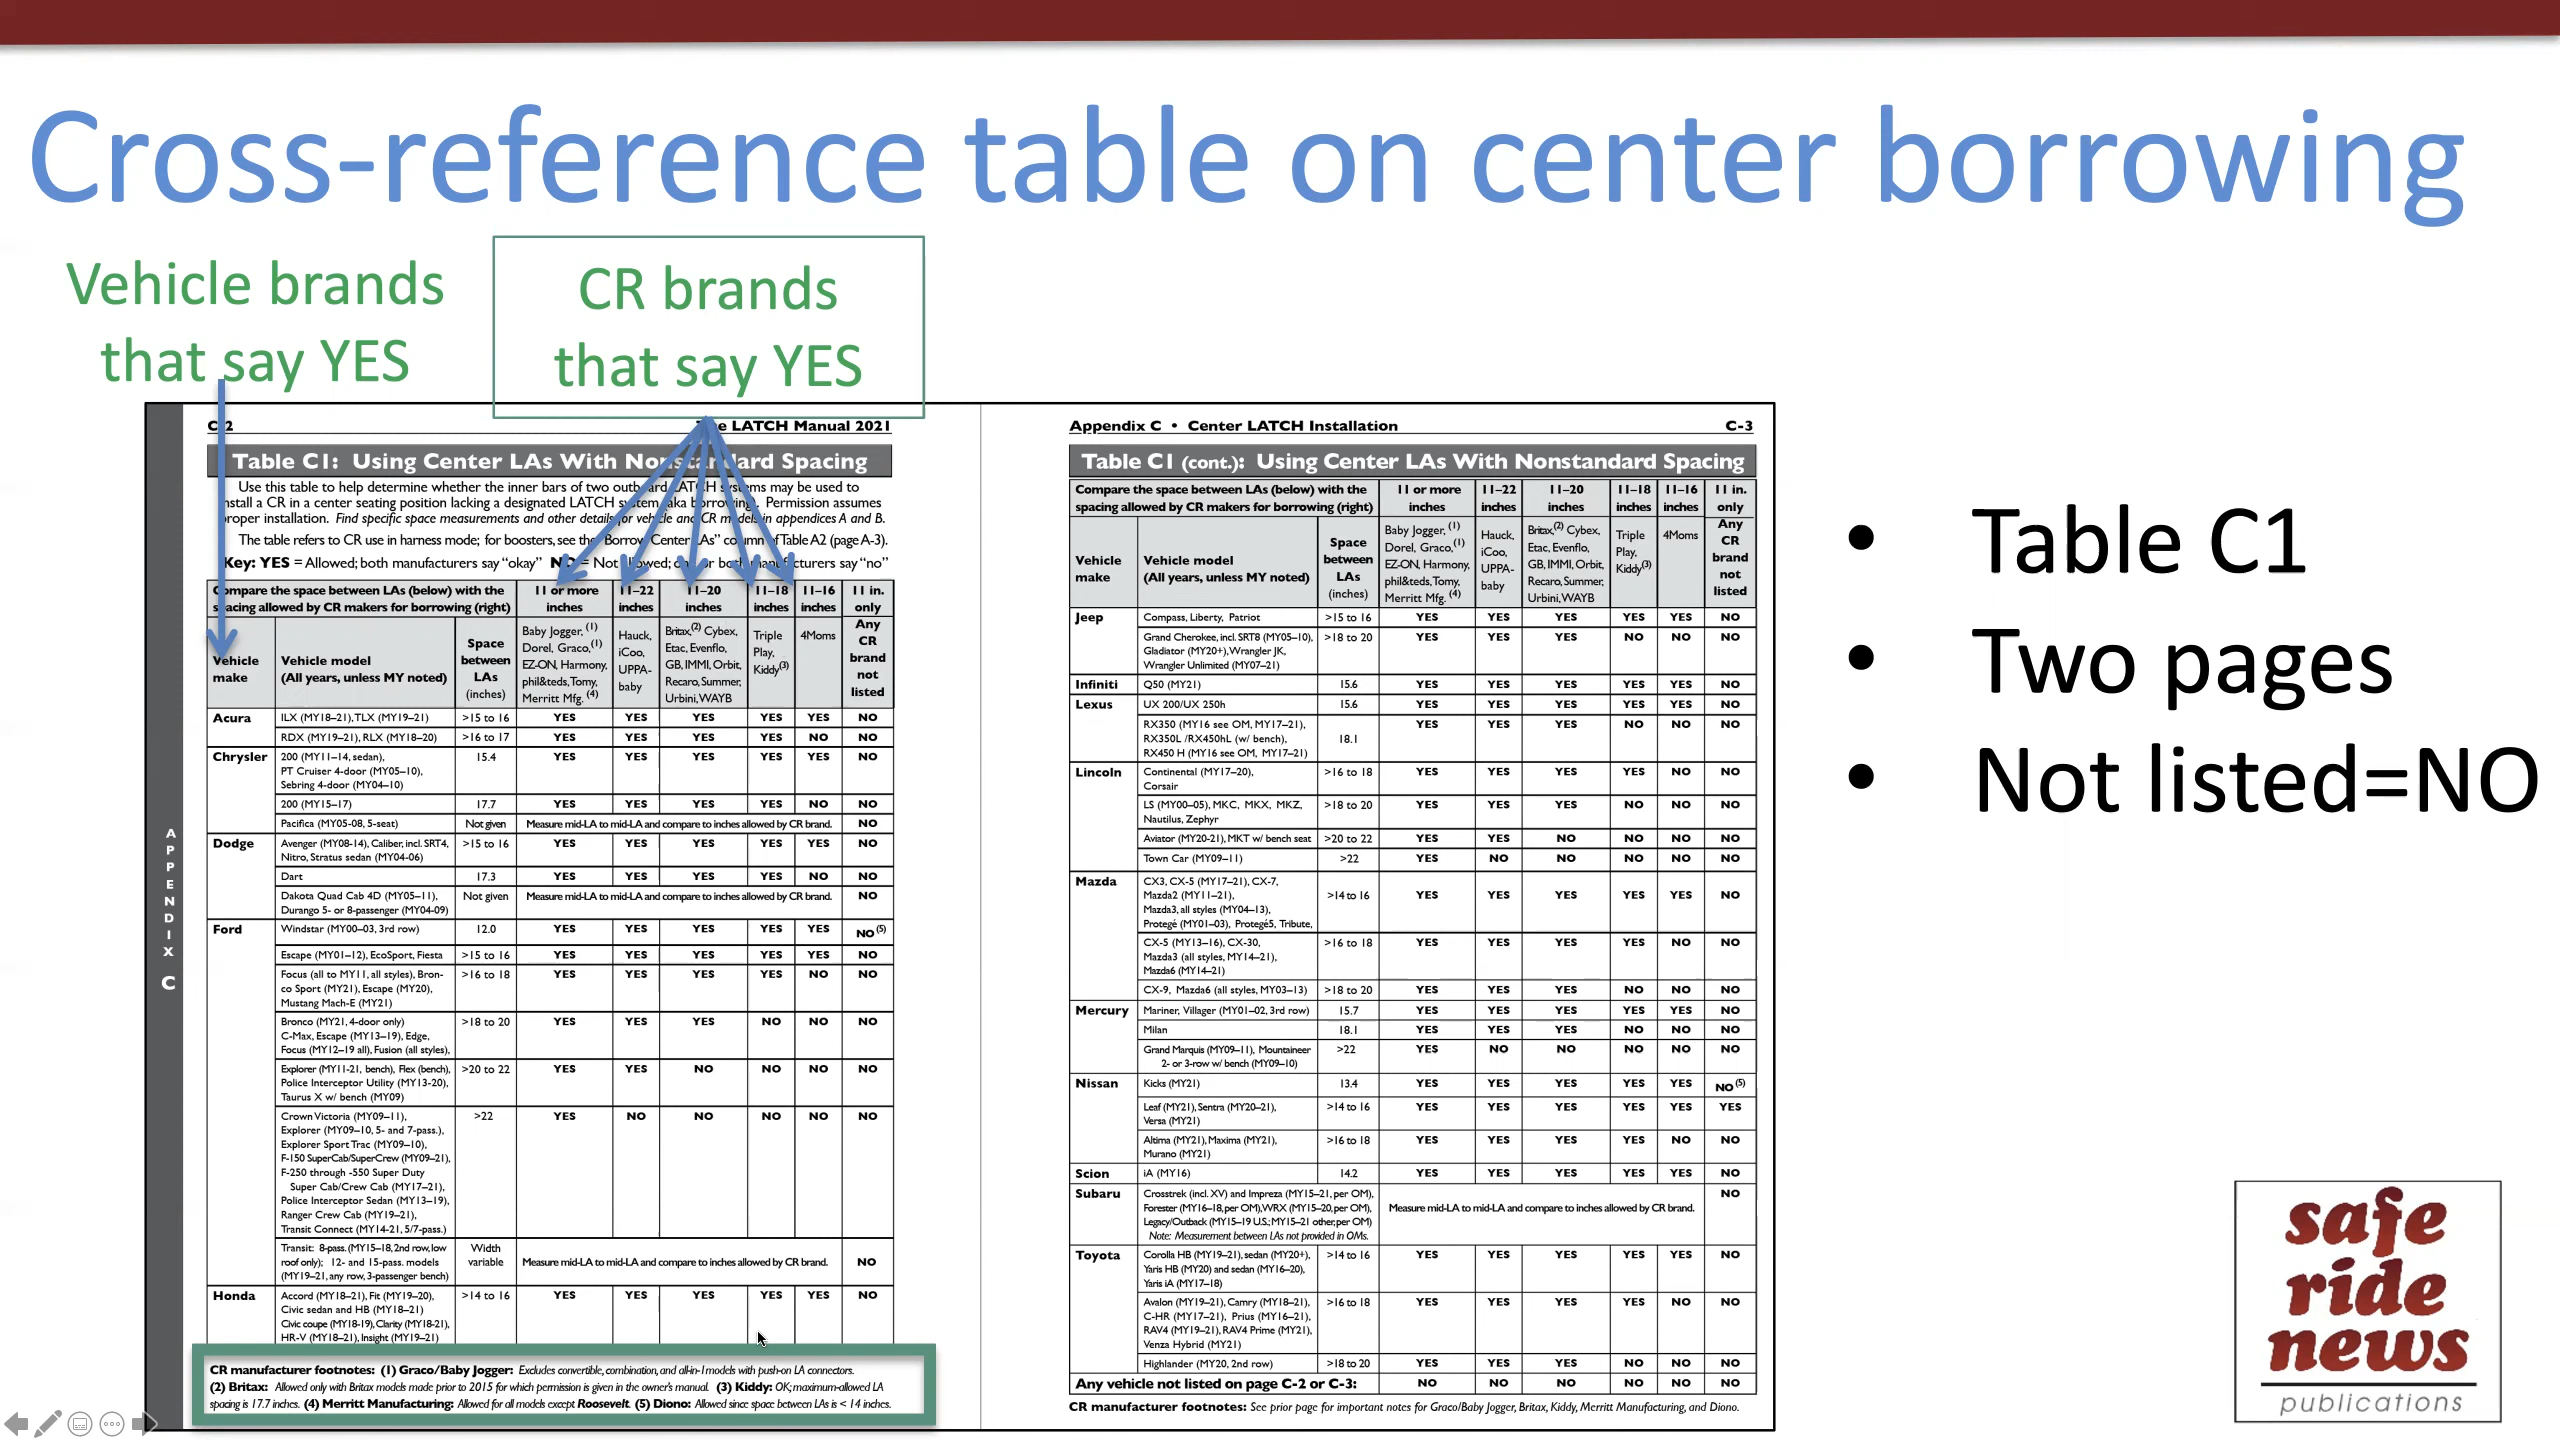 Cross-reference table on center borrowing
Vehicle brands
that say YES
CR brands
that say YES
The LATCH Manual 2021
Table C1: Using Center LAs With Nonstandard Spacing
Use this table to help determine whether the inner bars of two outboard LATCH systems may be used to
install a CR in a center seating position lacking a designated LATCH system (aka borrowing). Permission assumes
proper installation. Find specific space measurements and other details for vehicle and CR models in appendices A and B.
The table refers to CR use in harness mode; for boosters, see the "Borrow Center LAs" column of Table A2 (page A-3).
Key: YES = Allowed; both manufacturers say "okay" NO = Not allowed; one or both manufacturers say "no"
Compare the space between LAs (below) with the
spacing allowed by CR makers for borrowing (right)
11 or more inches
11–22 inches
11–20 inches
11–18 inches
11–16 inches
11 in. only
Vehicle make
Vehicle model
(All years, unless MY noted)
Space between LAs (inches)
Baby Jogger, (1)
Dorel, Graco,(1)
EZ-ON, Harmony,
phil&teds, Tomy,
Merritt Mfg. (4)
Hauck,
iCoo,
UPPA-
baby
Britax,(2) Cybex,
Etac, Evenflo,
GB, IMMI, Orbit,
Recaro, Summer,
Urbini, WAYB
Triple
Play,
Kiddy(3)
4Moms
Any CR brand not listed
Acura ILX (MY18–21), TLX (MY19–21) >15 to 16 YES YES YES YES YES NO
RDX (MY19–21), RLX (MY18–20) >16 to 17 YES YES YES YES NO NO
Chrysler 200 (MY11–14, sedan), 15.4 YES YES YES YES YES NO
PT Cruiser 4-door (MY05–10),
Sebring 4-door (MY04–10)
200 (MY15–17) 17.7 YES YES YES YES NO NO
Pacifica (MY05-08, 5-seat) Not given Measure mid-LA to mid-LA and compare to inches allowed by CR brand. NO
Dodge Avenger (MY08-14), Caliber, incl. SRT4, >15 to 16 YES YES YES YES YES NO
Nitro, Stratus sedan (MY04-06)
Dart 17.3 YES YES YES YES NO NO
Dakota Quad Cab 4D (MY05–11), Not given Measure mid-LA to mid-LA and compare to inches allowed by CR brand. NO
Durango 5- or 8-passenger (MY04-09)
Ford Windstar (MY00–03, 3rd row) 12.0 YES YES YES YES YES NO(5)
Escape (MY01–12), EcoSport, Fiesta >15 to 16 YES YES YES YES YES NO
Focus (all to MY11, all styles), Bron- >16 to 18 YES YES YES YES NO NO
co Sport (MY21), Escape (MY20),
Mustang Mach-E (MY21)
Bronco (MY21, 4-door only) >18 to 20 YES YES YES NO NO NO
C-Max, Escape (MY13–19), Edge,
Focus (MY12–19 all), Fusion (all styles),
Explorer (MY11-21, bench), Flex (bench), >20 to 22 YES YES NO NO NO NO
Police Interceptor Utility (MY13-20),
Taurus X w/ bench (MY09)
Crown Victoria (MY09–11), >22 YES NO NO NO NO NO
Explorer (MY09–10, 5- and 7-pass.),
Explorer Sport Trac (MY09–10),
F-150 SuperCab/SuperCrew (MY09–21),
F-250 through -550 Super Duty
Super Cab/Crew Cab (MY17–21),
Police Interceptor Sedan (MY13–19),
Ranger Crew Cab (MY19–21),
Transit Connect (MY14-21, 5/7-pass.)
Transit: 8-pass. (MY15–18, 2nd row, low Width variable Measure mid-LA to mid-LA and compare to inches allowed by CR brand. NO
roof only); 12- and 15-pass. models
(MY19–21, any row, 3-passenger bench)
Honda Accord (MY18–21), Fit (MY19–20), >14 to 16 YES YES YES YES YES NO
Civic sedan and HB (MY18–21)
Civic coupe (MY18-19), Clarity (MY18-21),
HR-V (MY18–21), Insight (MY19–21)
CR manufacturer footnotes: (1) Graco/Baby Jogger: Excludes convertible, combination, and all-in-1 models with push-on LA connectors.
(2) Britax: Allowed only with Britax models made prior to 2015 for which permission is given in the owner's manual. (3) Kiddy: OK; maximum-allowed LA
spacing is 17.7 inches. (4) Merritt Manufacturing: Allowed for all models except Roosevelt. (5) Diono: Allowed since space between LAs is < 14 inches.
APPENDIX C
Appendix C • Center LATCH Installation C-3
Table C1 (cont.): Using Center LAs With Nonstandard Spacing
Compare the space between LAs (below) with the
spacing allowed by CR makers for borrowing (right)
11 or more inches
11–22 inches
11–20 inches
11–18 inches
11–16 inches
11 in. only
Vehicle make
Vehicle model
(All years, unless MY noted)
Space between LAs (inches)
Baby Jogger, (1)
Dorel, Graco,(1)
EZ-ON, Harmony,
phil&teds, Tomy,
Merritt Mfg. (4)
Hauck,
iCoo,
UPPA-
baby
Britax,(2) Cybex,
Etac, Evenflo,
GB, IMMI, Orbit,
Recaro, Summer,
Urbini, WAYB
Triple
Play,
Kiddy(3)
4Moms
Any CR brand not listed
Jeep Compass, Liberty, Patriot >15 to 16 YES YES YES YES YES NO
Grand Cherokee, incl. SRT8 (MY05–10), >18 to 20 YES YES YES NO NO NO
Gladiator (MY20+), Wrangler JK,
Wrangler Unlimited (MY07–21)
Infiniti Q50 (MY21) 15.6 YES YES YES YES YES NO
Lexus UX 200/UX 250h 15.6 YES YES YES YES YES NO
RX350 (MY16 see OM, MY17–21), 18.1 YES YES YES NO NO NO
RX350L /RX450hL (w/ bench),
RX450 H (MY16 see OM, MY17–21)
Lincoln Continental (MY17–20), >16 to 18 YES YES YES YES NO NO
Corsair
LS (MY00–05), MKC, MKX, MKZ, >18 to 20 YES YES YES NO NO NO
Nautilus, Zephyr
Aviator (MY20-21), MKT w/ bench seat >20 to 22 YES YES NO NO NO NO
Town Car (MY09–11) >22 YES NO NO NO NO NO
Mazda CX3, CX-5 (MY17–21), CX-7, >14 to 16 YES YES YES YES YES NO
Mazda2 (MY11–21),
Mazda3, all styles (MY04–13),
Protegé (MY01–03), Protegé5, Tribute,
CX-5 (MY13–16), CX-30, >16 to 18 YES YES YES YES NO NO
Mazda3 (all styles, MY14–21),
Mazda6 (MY14–21)
CX-9, Mazda6 (all styles, MY03–13) >18 to 20 YES YES YES NO NO NO
Mercury Mariner, Villager (MY01–02, 3rd row) 15.7 YES YES YES YES YES NO
Milan 18.1 YES YES YES NO NO NO
Grand Marquis (MY09–11), Mountaineer >22 YES NO NO NO NO NO
2- or 3-row w/ bench (MY09–10)
Nissan Kicks (MY21) 13.4 YES YES YES YES YES NO(5)
Leaf (MY21), Sentra (MY20–21), >14 to 16 YES YES YES YES YES YES
Versa (MY21)
Altima (MY21), Maxima (MY21), >16 to 18 YES YES YES YES NO NO
Murano (MY21)
Scion iA (MY16) 14.2 YES YES YES YES YES NO
Subaru Crosstrek (incl. XV) and Impreza (MY15–21, per OM), Measure mid-LA to mid-LA and compare to inches allowed by CR brand. NO
Forester (MY16–18, per OM), WRX (MY15–20, per OM),
Legacy/Outback (MY15–19 U.S.; MY15–21 other, per OM)
Note: Measurement between LAs not provided in OMs.
Toyota Corolla HB (MY19–21), sedan (MY20+), >14 to 16 YES YES YES YES YES NO
Yaris HB (MY20) and sedan (MY16–20),
Yaris iA (MY17–18)
Avalon (MY19–21), Camry (MY18–21), >16 to 18 YES YES YES YES NO NO
C-HR (MY17–21), Prius (MY16–21),
RAV4 (MY19–21), RAV4 Prime (MY21),
Venza Hybrid (MY21)
Highlander (MY20, 2nd row) >18 to 20 YES YES YES NO NO NO
Any vehicle not listed on page C-2 or C-3: NO NO NO NO NO NO
CR manufacturer footnotes: See prior page for important notes for Graco/Baby Jogger, Britax, Kiddy, Merritt Manufacturing, and Diono.
• Table C1
• Two pages
• Not listed=NO
safe
ride
news
publications